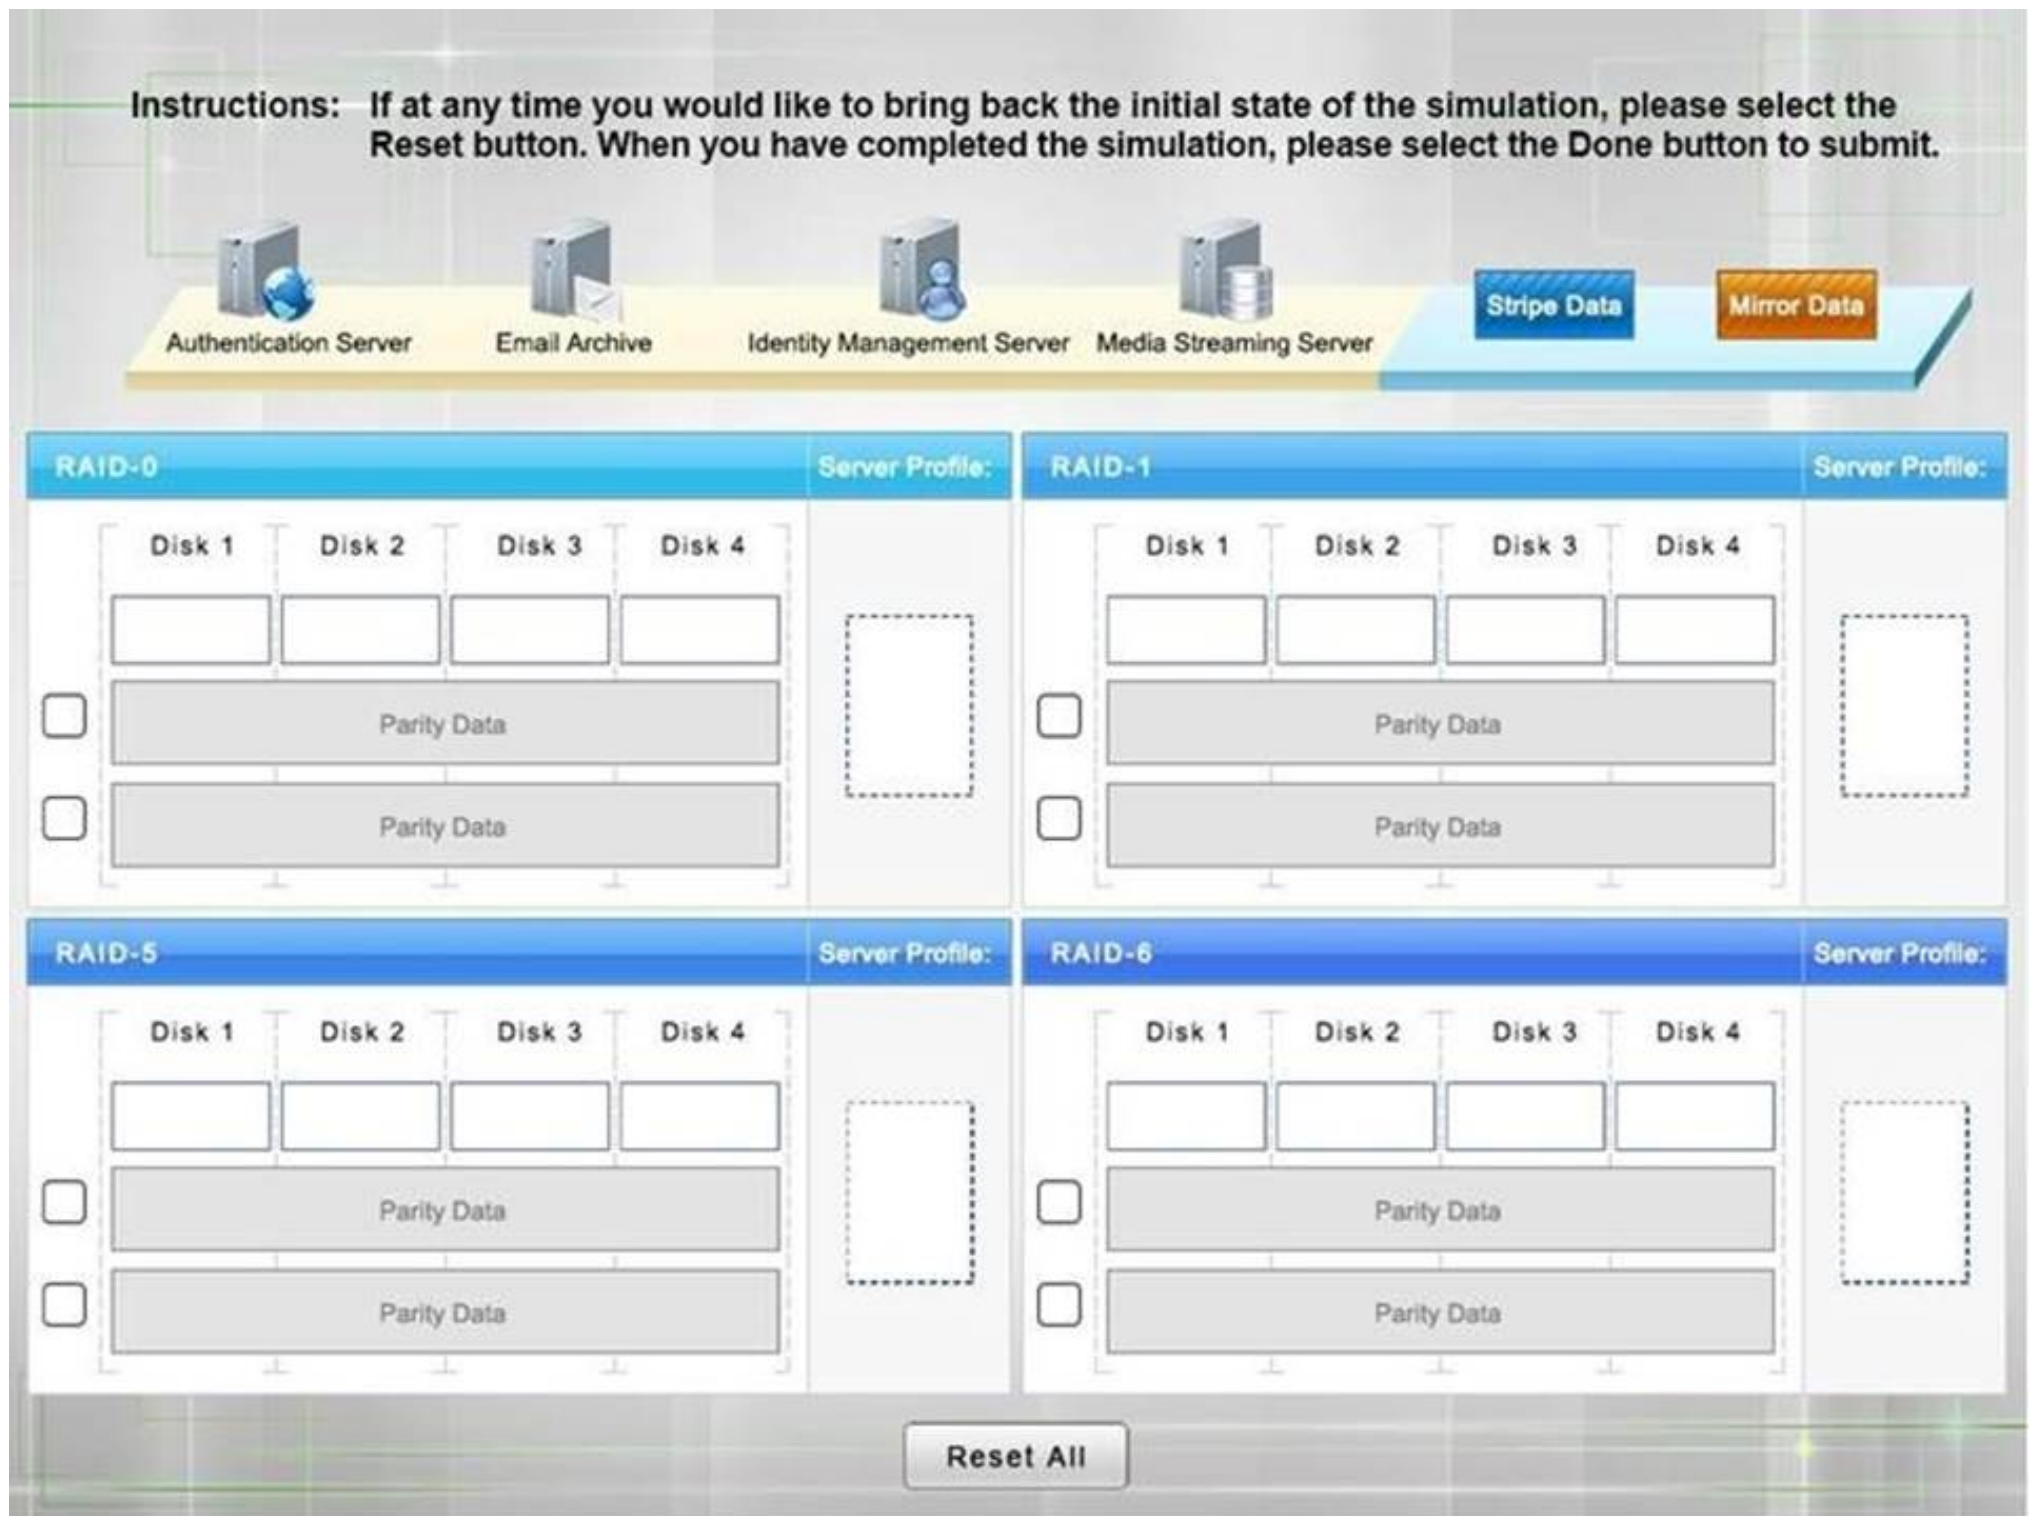 Instructions: If at any time you would like to bring back the initial state of the simulation, please select the
Reset button. When you have completed the simulation, please select the Done button to submit.
Authentication Server
Email Archive
Identity Management Server
Media Streaming Server
Stripe Data
Mirror Data
RAID-0
Server Profile:
Disk 1 Disk 2 Disk 3 Disk 4
Parity Data
Parity Data
RAID-1
Server Profile:
Disk 1 Disk 2 Disk 3 Disk 4
Parity Data
Parity Data
RAID-5
Server Profile:
Disk 1 Disk 2 Disk 3 Disk 4
Parity Data
Parity Data
RAID-6
Server Profile:
Disk 1 Disk 2 Disk 3 Disk 4
Parity Data
Parity Data
Reset All